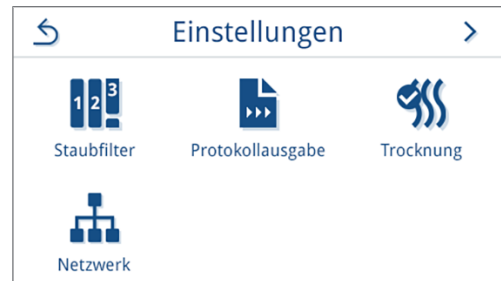 Einstellungen
1 2 3
Staubfilter
Protokollausgabe
Trocknung
Netzwerk